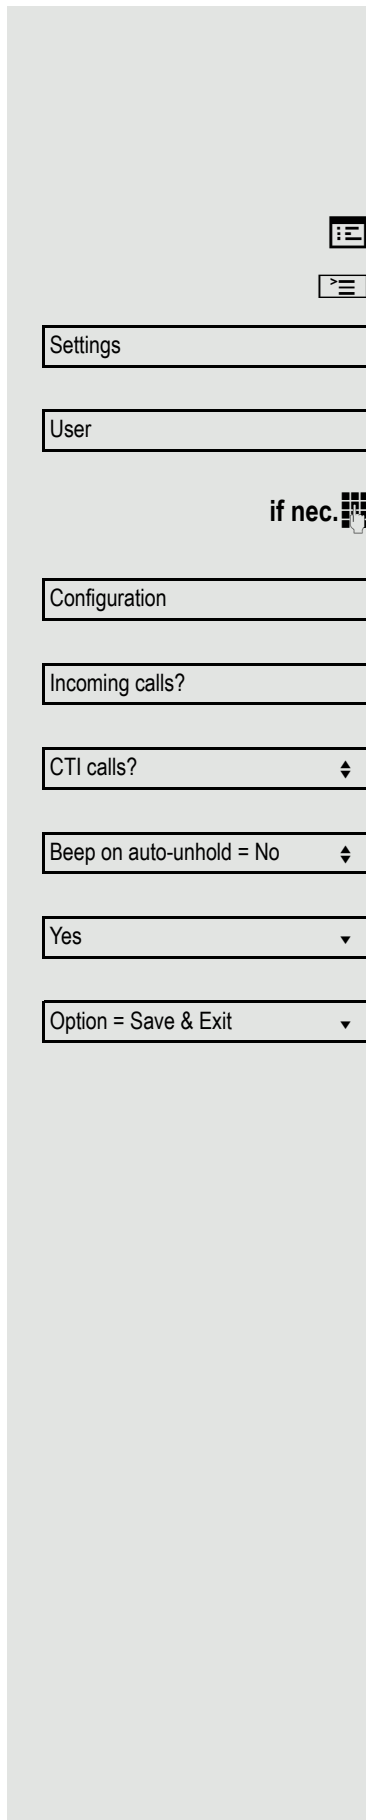 Settings
User
if nec.
Configuration
Incoming calls?
CTI calls?
Beep on auto-unhold = No
Yes
Option = Save & Exit